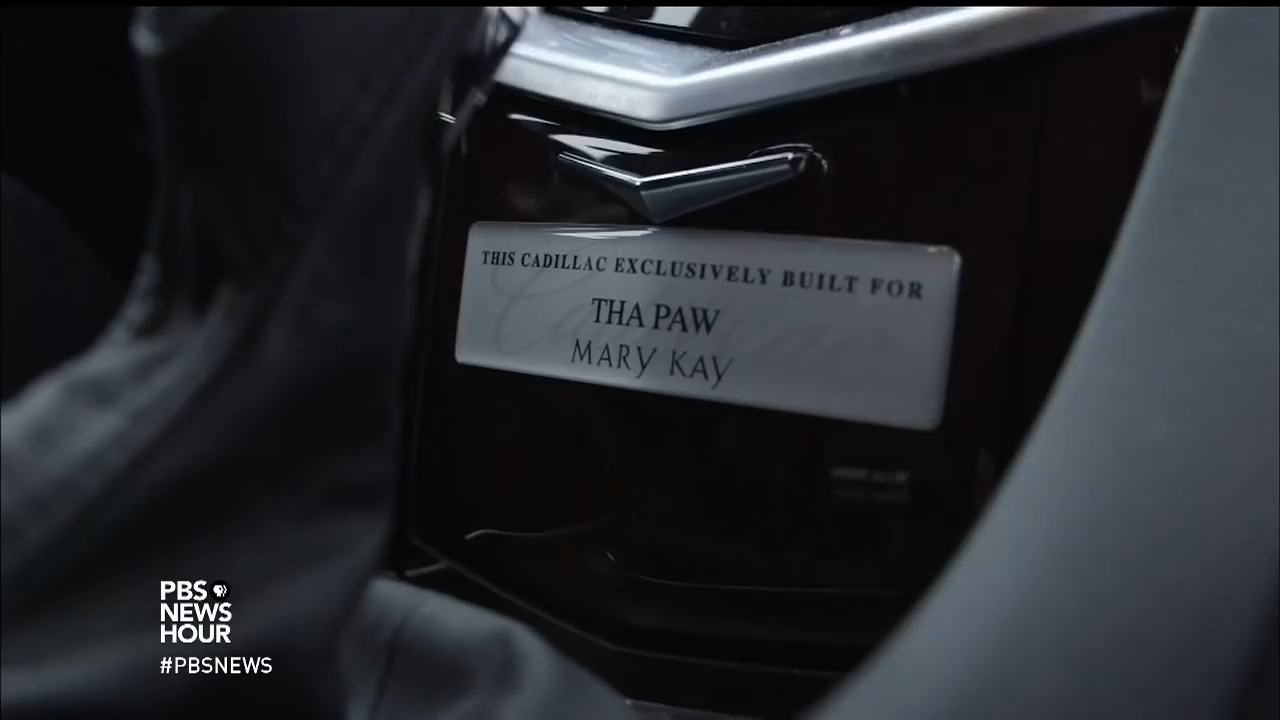 THIS CADILLAC EXCLUSIVELY BUILT FOR
THA PAW
MARY KAY
PBS
NEWS
HOUR
#PBSNEWS